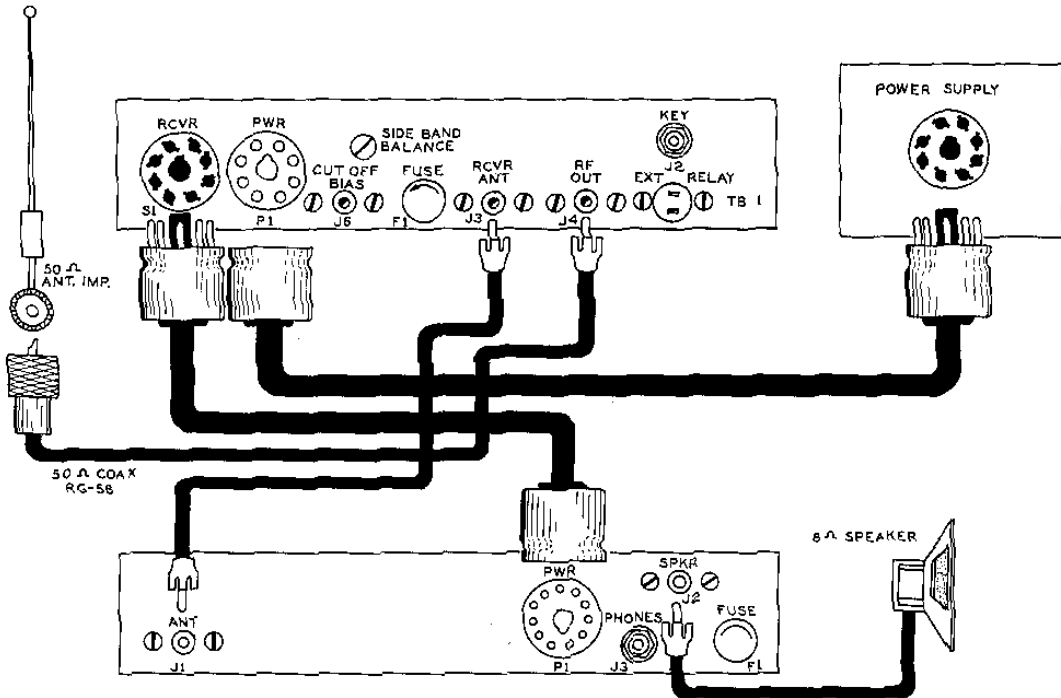 POWER SUPPLY
RCVR
PWR
SIDE BAND
BALANCE
KEY
J2
CUT OFF
BIAS
FUSE
RCVR
ANT
RF
OUT
EXT
RELAY
S1
P1
J6
F1
J3
J4
TB 1
50 Ω
ANT. IMP.
50 Ω COAX
RG-58
8 Ω SPEAKER
PWR
SPKR
J2
ANT
PHONES
FUSE
J1
P1
J3
F1